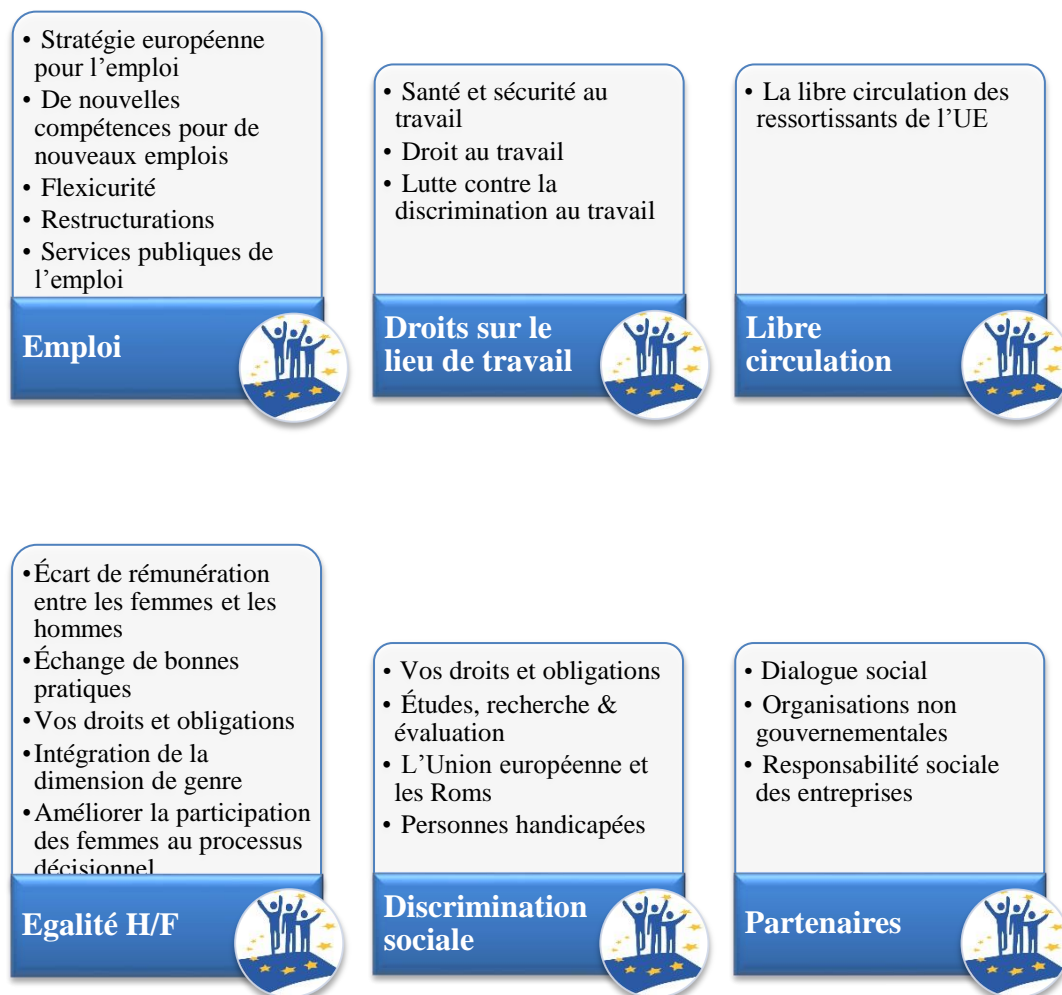 • Stratégie européenne
pour l’emploi
• De nouvelles
compétences pour de
nouveaux emplois
• Flexicurité
• Restructurations
• Services publiques de
l’emploi
Emploi
• Santé et sécurité au
travail
• Droit au travail
• Lutte contre la
discrimination au travail
Droits sur le
lieu de travail
• La libre circulation des
ressortissants de l’UE
Libre
circulation
• Écart de rémunération
entre les femmes et les
hommes
• Échange de bonnes
pratiques
• Vos droits et obligations
• Intégration de la
dimension de genre
• Améliorer la participation
des femmes au processus
décisionnel
Egalité H/F
• Vos droits et obligations
• Études, recherche &
évaluation
• L’Union européenne et
les Roms
• Personnes handicapées
Discrimination
sociale
• Dialogue social
• Organisations non
gouvernementales
• Responsabilité sociale
des entreprises
Partenaires